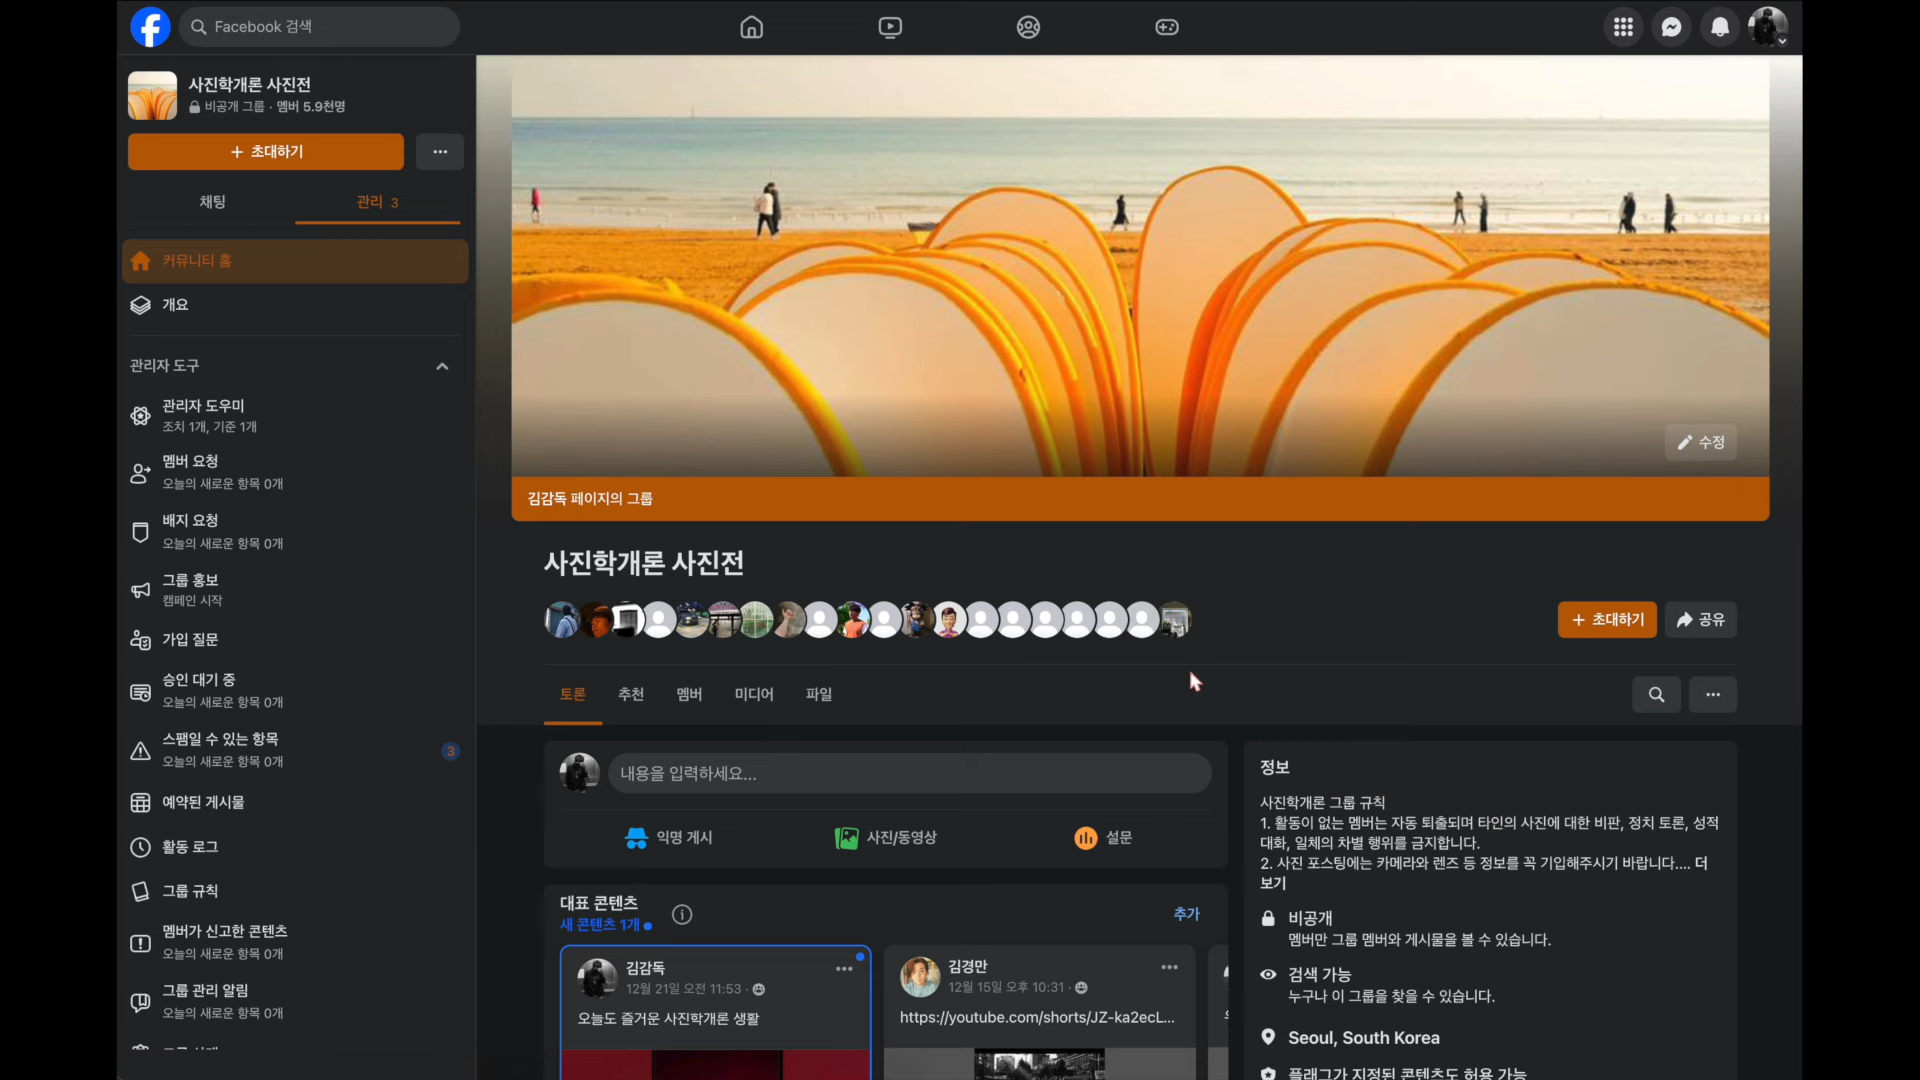 Facebook 검색
사진학개론 사진전
비공개 그룹 · 멤버 5.9천명
+ 초대하기
채팅
관리 3
커뮤니티 홈
개요
관리자 도구
관리자 도우미
조치 1개, 기준 1개
멤버 요청
오늘의 새로운 항목 0개
배지 요청
오늘의 새로운 항목 0개
그룹 홍보
캠페인 시작
가입 질문
승인 대기 중
오늘의 새로운 항목 0개
스팸일 수 있는 항목
오늘의 새로운 항목 0개
3
예약된 게시물
활동 로그
그룹 규칙
멤버가 신고한 콘텐츠
오늘의 새로운 항목 0개
그룹 관리 알림
오늘의 새로운 항목 0개
수정
김감독 페이지의 그룹
사진학개론 사진전
+ 초대하기
공유
토론
추천
멤버
미디어
파일
내용을 입력하세요...
익명 게시
사진/동영상
설문
대표 콘텐츠
새 콘텐츠 1개
추가
김감독
12월 21일 오전 11:53 ·
오늘도 즐거운 사진학개론 생활
김경만
12월 15일 오후 10:31 ·
https://youtube.com/shorts/JZ-ka2ecL...
정보
사진학개론 그룹 규칙
1. 활동이 없는 멤버는 자동 퇴출되며 타인의 사진에 대한 비판, 정치 토론, 성적
대화, 일체의 차별 행위를 금지합니다.
2. 사진 포스팅에는 카메라와 렌즈 등 정보를 꼭 기입해주시기 바랍니다.... 더
보기
비공개
멤버만 그룹 멤버와 게시물을 볼 수 있습니다.
검색 가능
누구나 이 그룹을 찾을 수 있습니다.
Seoul, South Korea
플래그가 지정된 콘텐츠도 허용 가능